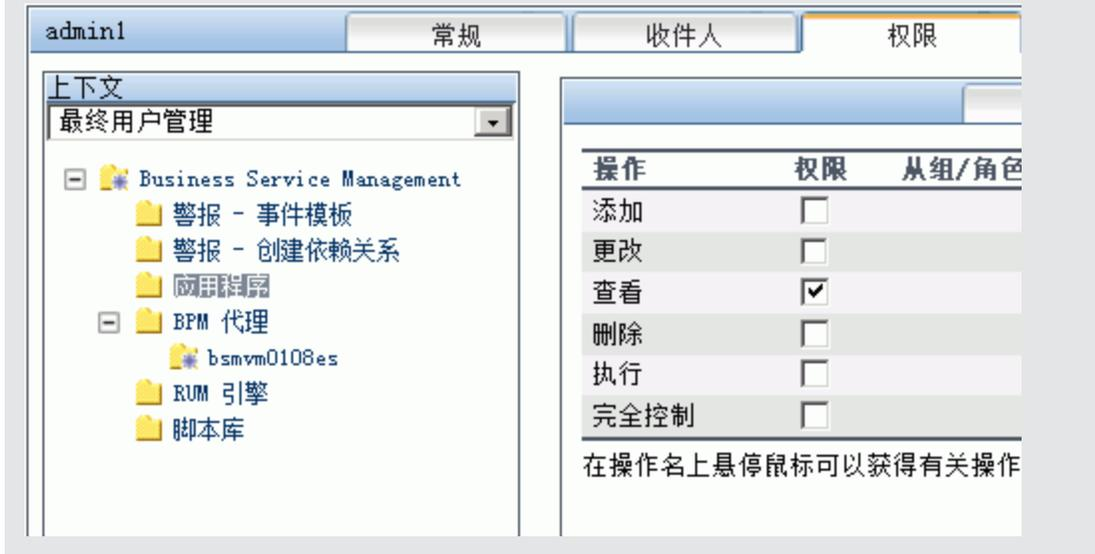 admin1
常规
收件人
权限
上下文
最终用户管理
Business Service Management
警报 - 事件模板
警报 - 创建依赖关系
应用程序
BPM 代理
bsmvm0108es
RUM 引擎
脚本库
操作 权限 从组/角色
添加
更改
查看
删除
执行
完全控制
在操作名上悬停鼠标可以获得有关操作